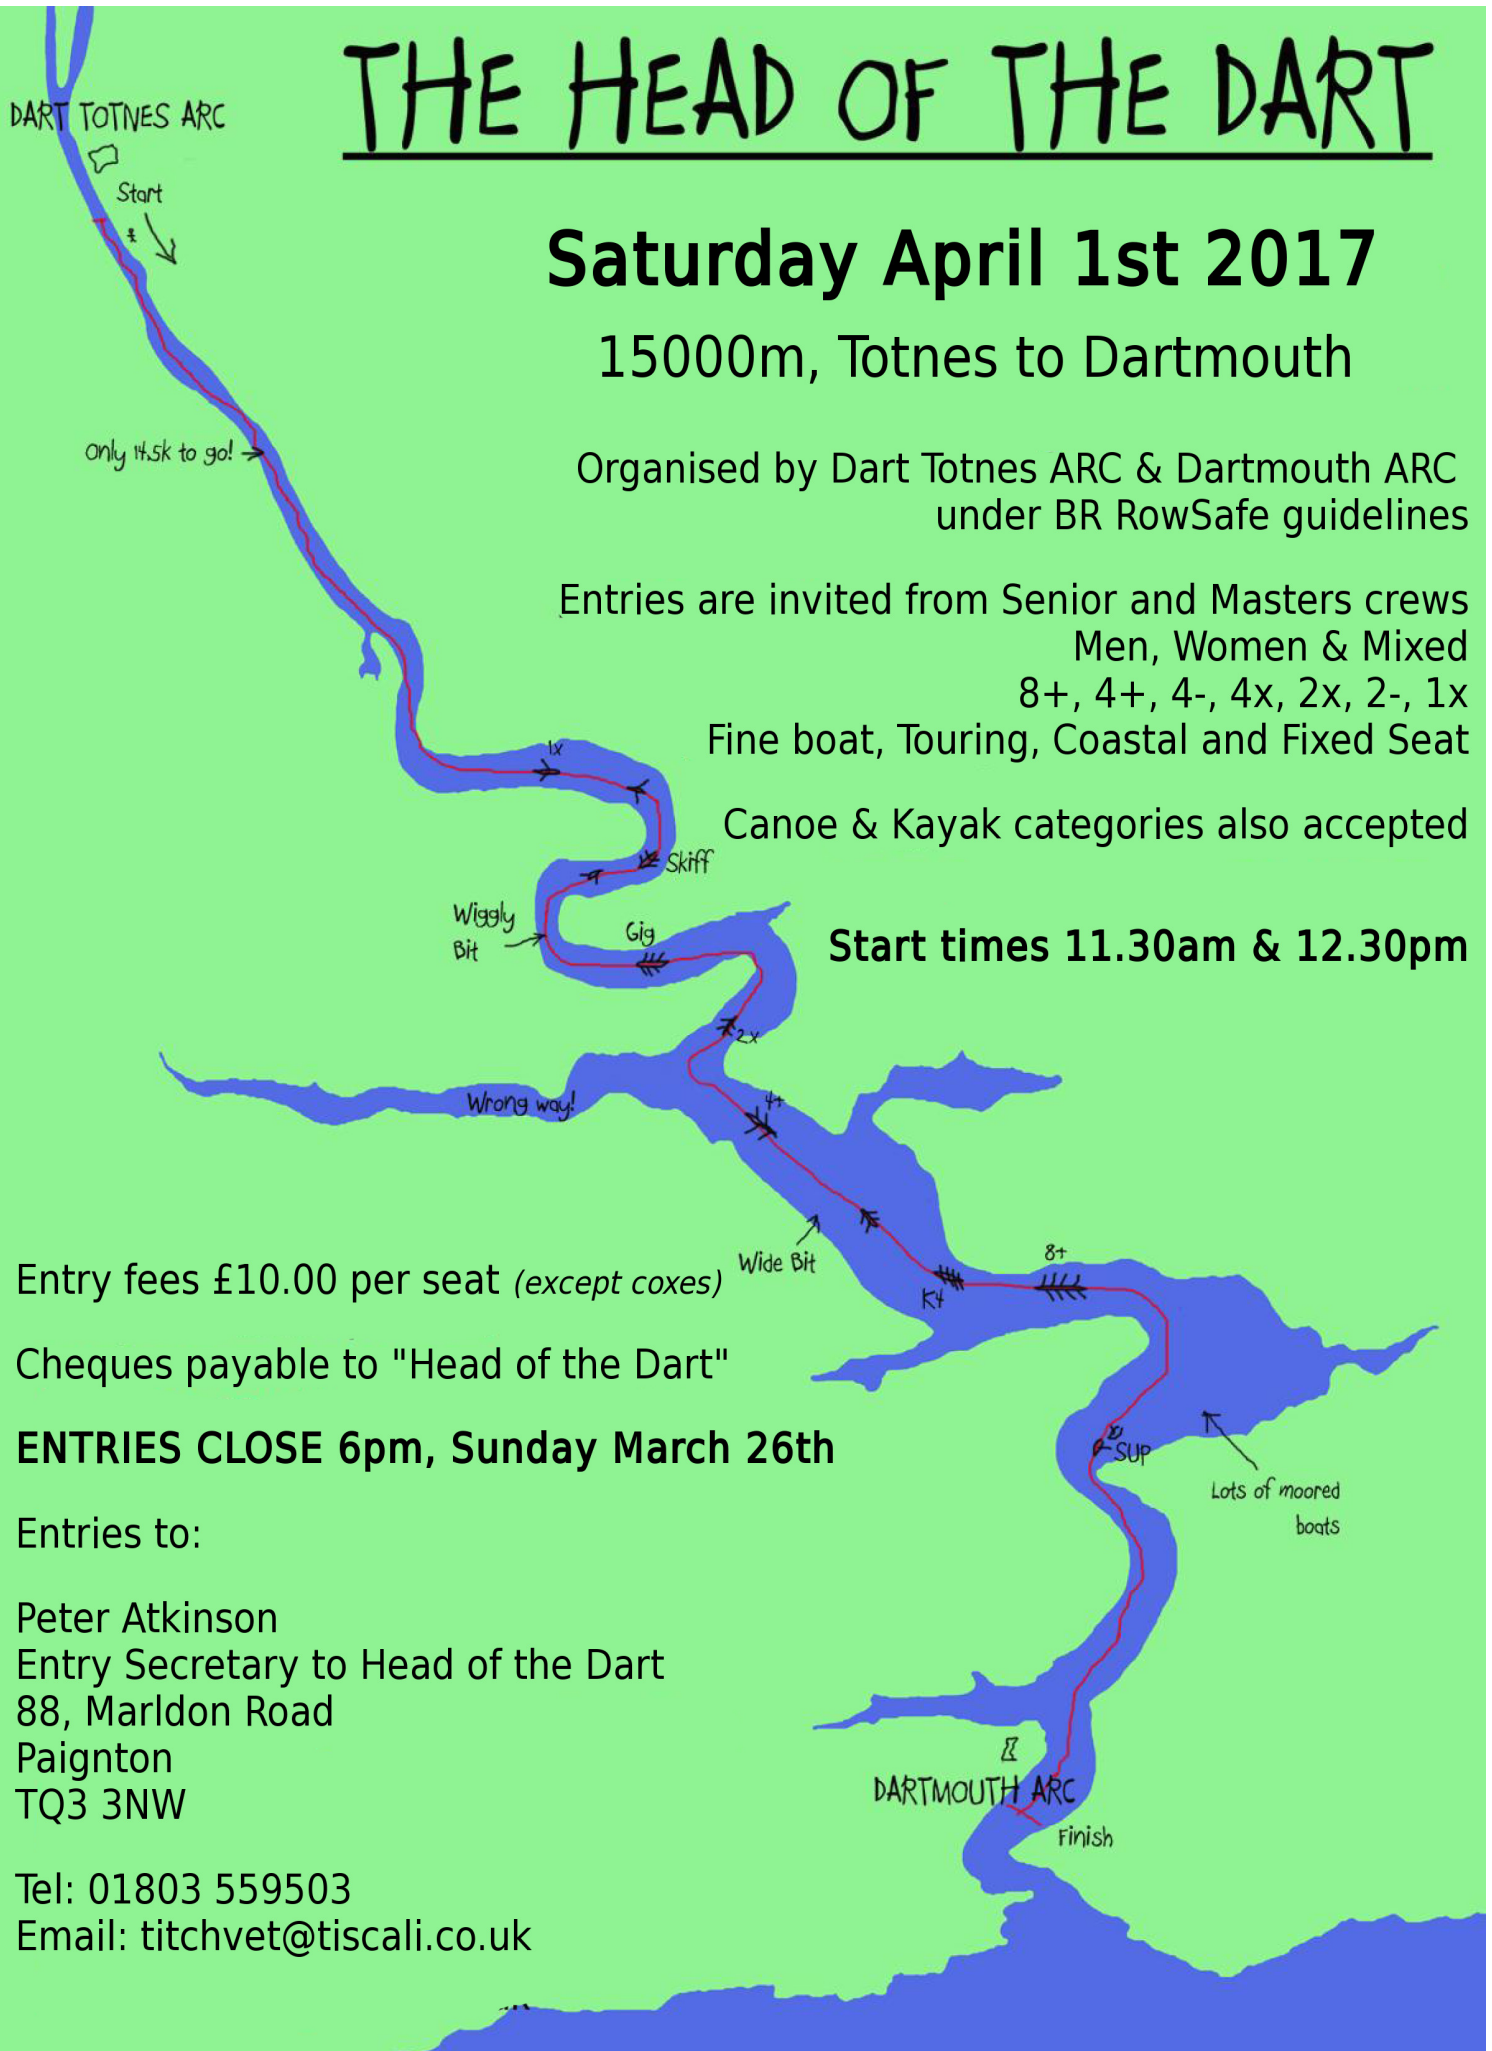 THE HEAD OF THE DART
DART TOTNES ARC
Start
Saturday April 1st 2017
15000m, Totnes to Dartmouth
Only 14.5k to go!
Organised by Dart Totnes ARC & Dartmouth ARC
under BR RowSafe guidelines
Entries are invited from Senior and Masters crews
Men, Women & Mixed
8+, 4+, 4-, 4x, 2x, 2-, 1x
Fine boat, Touring, Coastal and Fixed Seat
1x
Canoe & Kayak categories also accepted
Skiff
Wiggly
Bit
Gig
Start times 11.30am & 12.30pm
2x
Wrong way!
4+
Wide Bit
8+
K4
Entry fees £10.00 per seat (except coxes)
Cheques payable to "Head of the Dart"
ENTRIES CLOSE 6pm, Sunday March 26th
SUP
Lots of moored
boats
Entries to:
Peter Atkinson
Entry Secretary to Head of the Dart
88, Marldon Road
Paignton
TQ3 3NW
DARTMOUTH ARC
Finish
Tel: 01803 559503
Email: titchvet@tiscali.co.uk